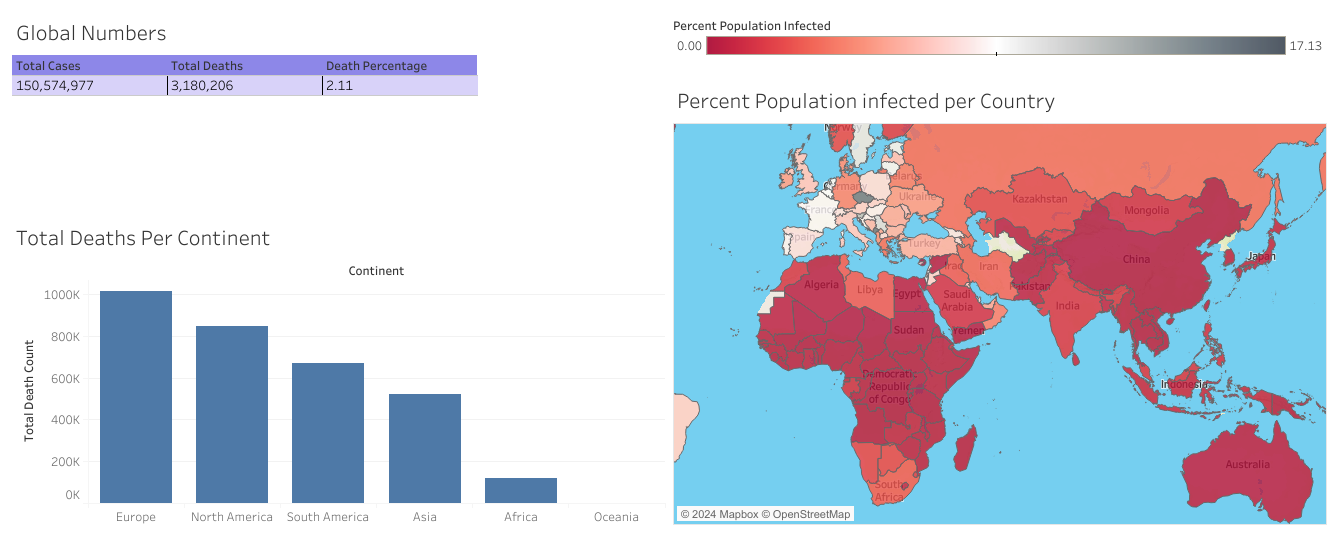 Global Numbers
Total Cases Total Deaths Death Percentage
150,574,977 3,180,206 2.11
Total Deaths Per Continent
Continent
Total Death Count
1000K
800K
600K
400K
200K
0K
Europe North America South America Asia Africa Oceania
Percent Population Infected
0.00 17.13
Percent Population infected per Country
Norway
Belarus
Germany
Ukraine
France
Spain
Turkey
Kazakhstan
Mongolia
China
Japan
Iraq
Iran
Pakistan
India
Algeria
Libya
Egypt
Saudi
Arabia
Sudan
Yemen
Democratic
Republic
of Congo
Indonesia
South
Africa
Australia
© 2024 Mapbox © OpenStreetMap